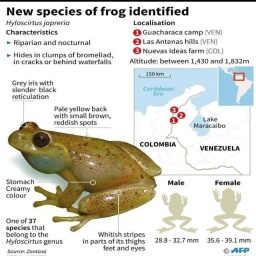 New species of frog identified
Hyloscirtus japreria
Characteristics
Riparian and nocturnal
Hides in clumps of bromeliad,
in cracks or behind waterfalls
Localisation
1 Guacharaca camp (VEN)
2 Las Antenas hills (VEN)
3 Nuevas Ideas farm (COL)
Altitude: between 1,430 and 1,832m
150 km
Caribbean
Sea
3
2
1
Lake
Maracaibo
COLOMBIA
VENEZUELA
Grey iris with
slender black
reticulation
Pale yellow back
with small brown,
reddish spots
Stomach
Creamy
colour
One of 37
species that
belong to the
Hyloscirtus genus
Whitish stripes
in parts of its thighs
feet and eyes
Male
Female
28.8 - 32.7 mm
35.6 - 39.1 mm
Source: Zootaxa
© AFP